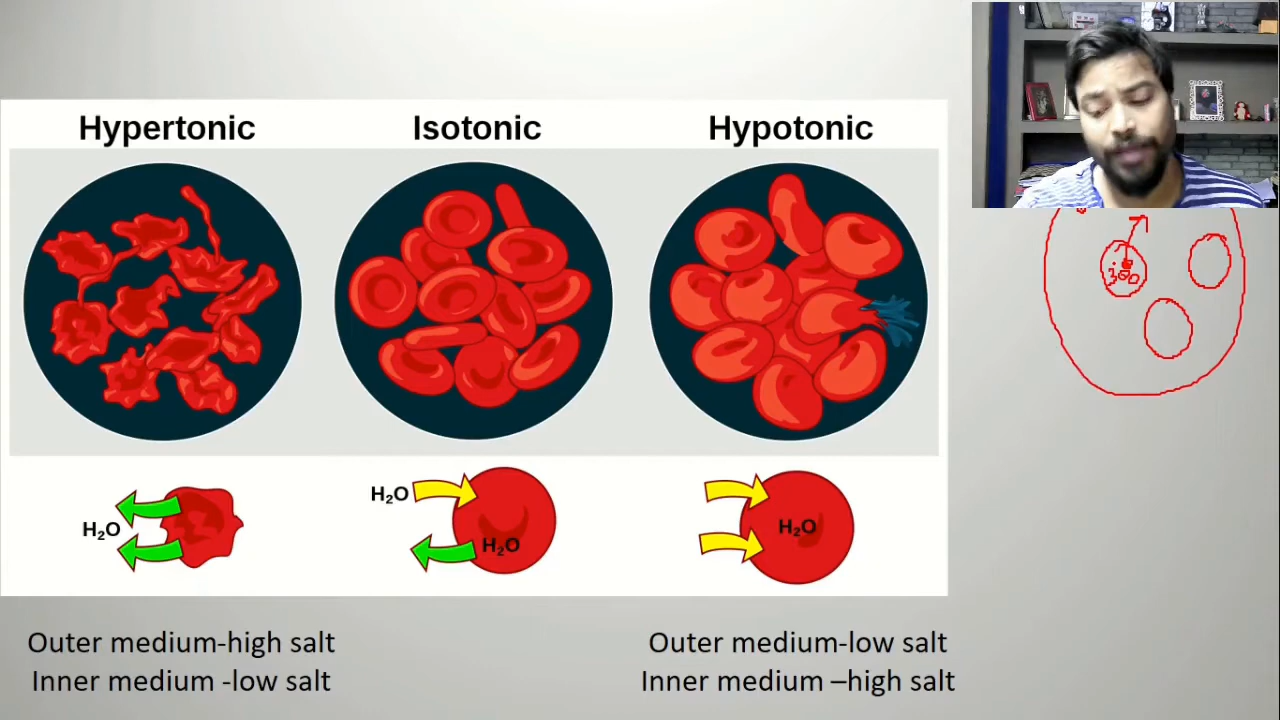 Hypertonic
Isotonic
Hypotonic
300
H₂O
H₂O
H₂O
H₂O
Outer medium-high salt
Inner medium -low salt
Outer medium-low salt
Inner medium –high salt